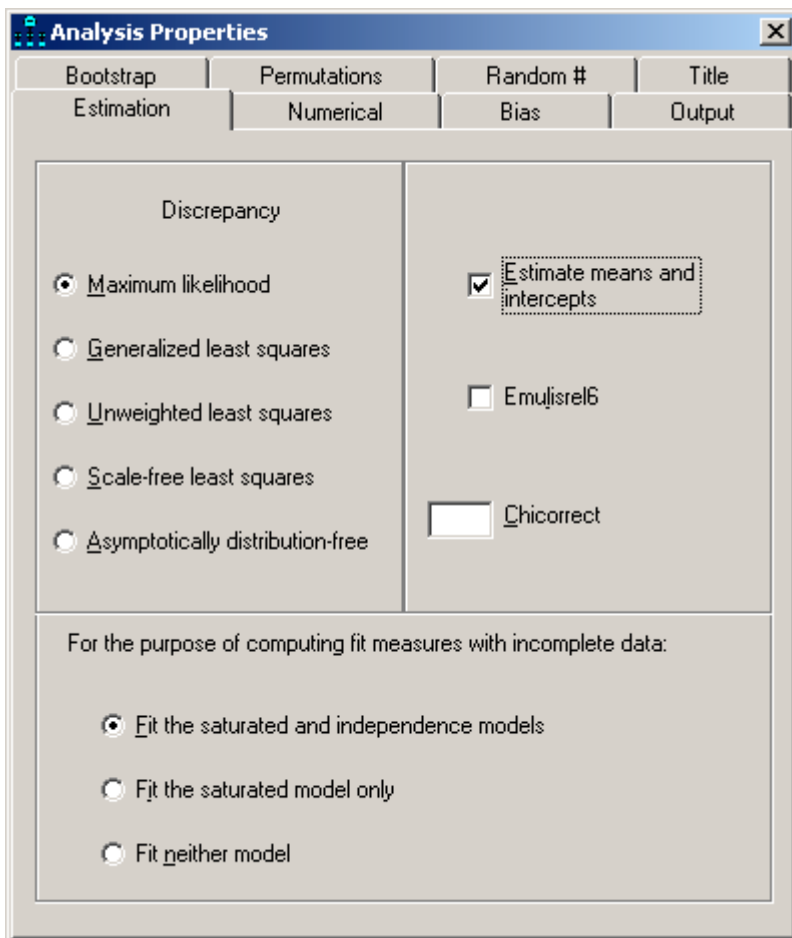 Analysis Properties
Bootstrap Permutations Random # Title
Estimation Numerical Bias Output
Discrepancy
Maximum likelihood
Generalized least squares
Unweighted least squares
Scale-free least squares
Asymptotically distribution-free
Estimate means and
intercepts
Emulisrel6
Chicorrect
For the purpose of computing fit measures with incomplete data:
Fit the saturated and independence models
Fit the saturated model only
Fit neither model